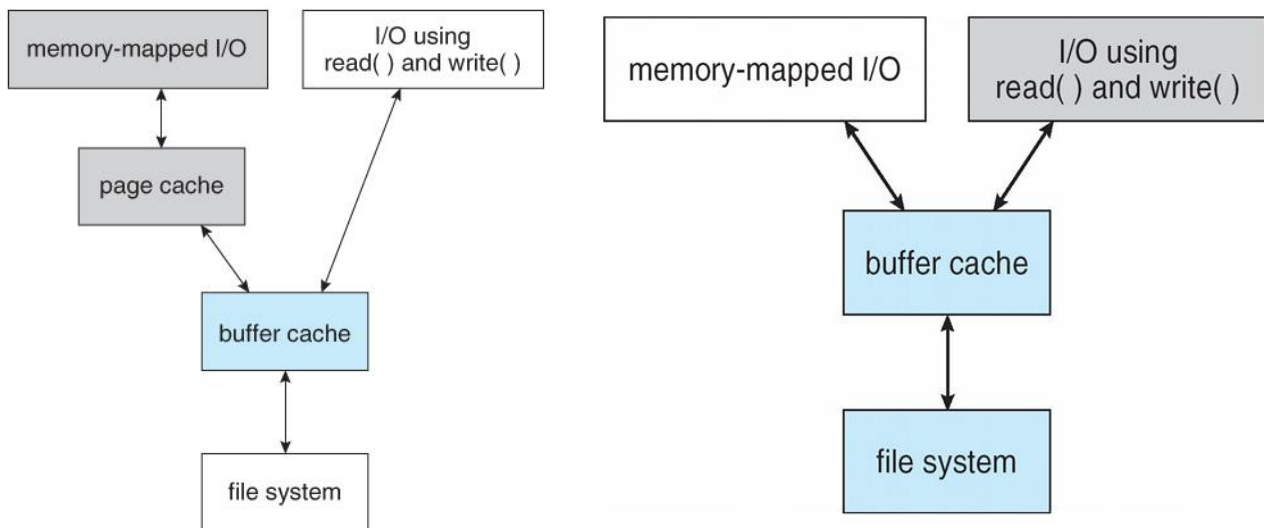 memory-mapped I/O
I/O using
read( ) and write( )
page cache
buffer cache
file system
memory-mapped I/O
I/O using
read( ) and write( )
buffer cache
file system